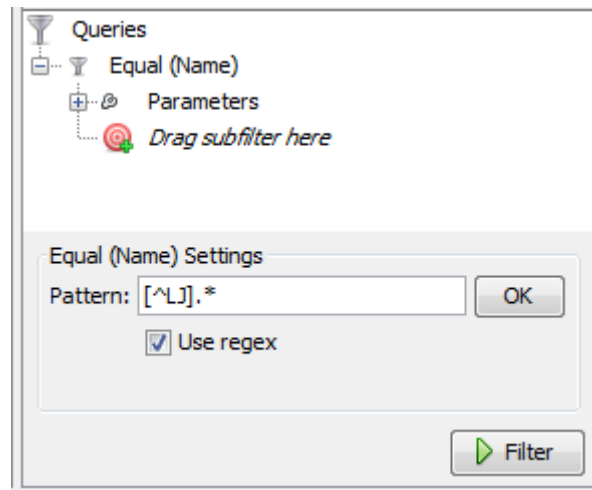 Queries
Equal (Name)
Parameters
Drag subfilter here
Equal (Name) Settings
Pattern: [^LJ].* OK
Use regex
Filter